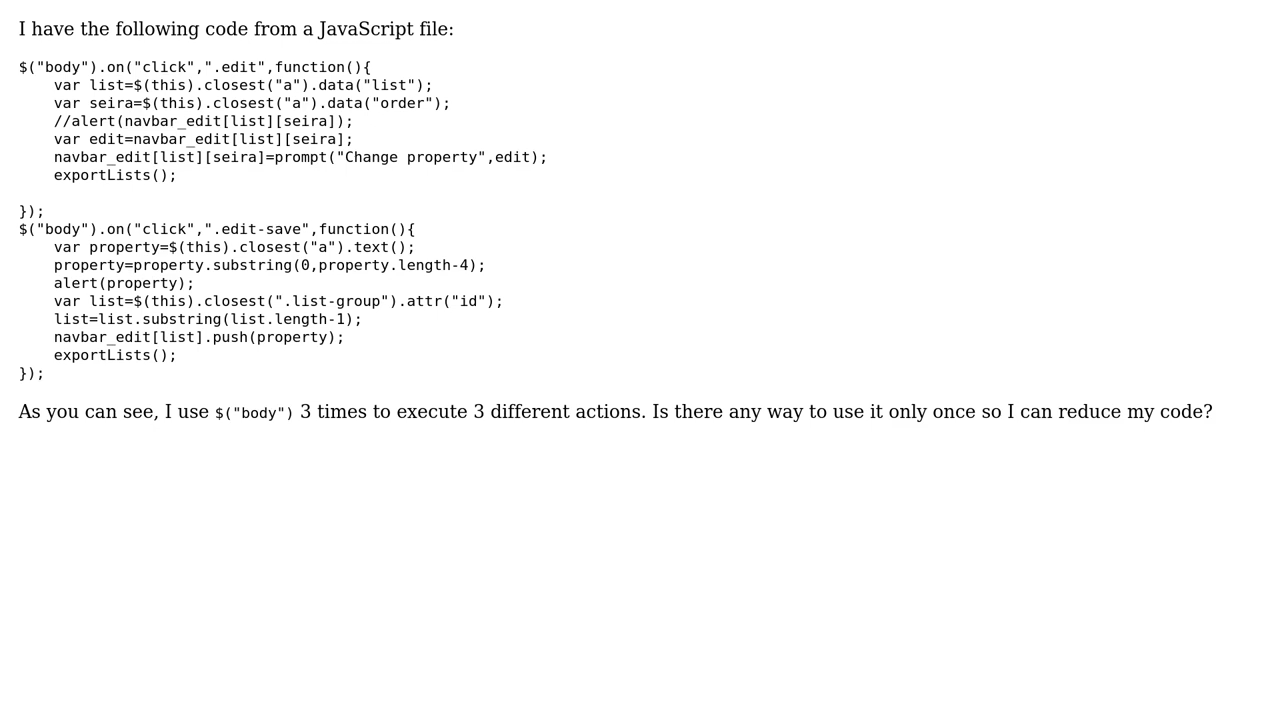 I have the following code from a JavaScript file:
$("body").on("click",".edit",function(){
    var list=$(this).closest("a").data("list");
    var seira=$(this).closest("a").data("order");
    //alert(navbar_edit[list][seira]);
    var edit=navbar_edit[list][seira];
    navbar_edit[list][seira]=prompt("Change property",edit);
    exportLists();

});
$("body").on("click",".edit-save",function(){
    var property=$(this).closest("a").text();
    property=property.substring(0,property.length-4);
    alert(property);
    var list=$(this).closest(".list-group").attr("id");
    list=list.substring(list.length-1);
    navbar_edit[list].push(property);
    exportLists();
});
As you can see, I use $("body") 3 times to execute 3 different actions. Is there any way to use it only once so I can reduce my code?